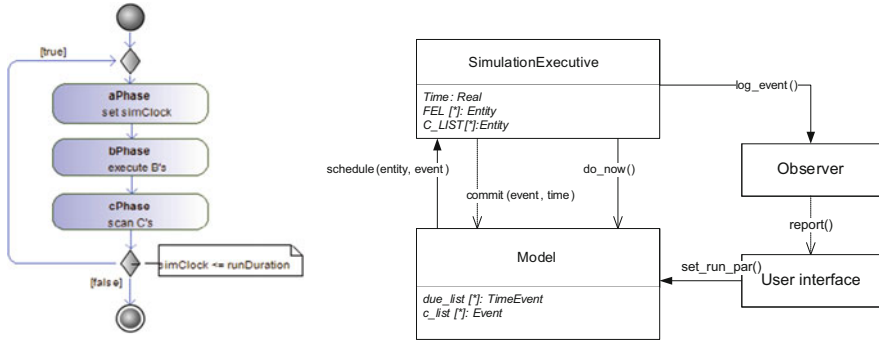 [true]
aPhase
set simClock
bPhase
execute B's
cPhase
scan C's
simClock <= runDuration
[false]
SimulationExecutive
Time: Real
FEL [*]: Entity
C_LIST[*]:Entity
log_event()
schedule(entity, event)
do_now()
commit(event, time)
Observer
report()
Model
set_run_par()
User interface
due_list [*]: TimeEvent
c_list [*]: Event